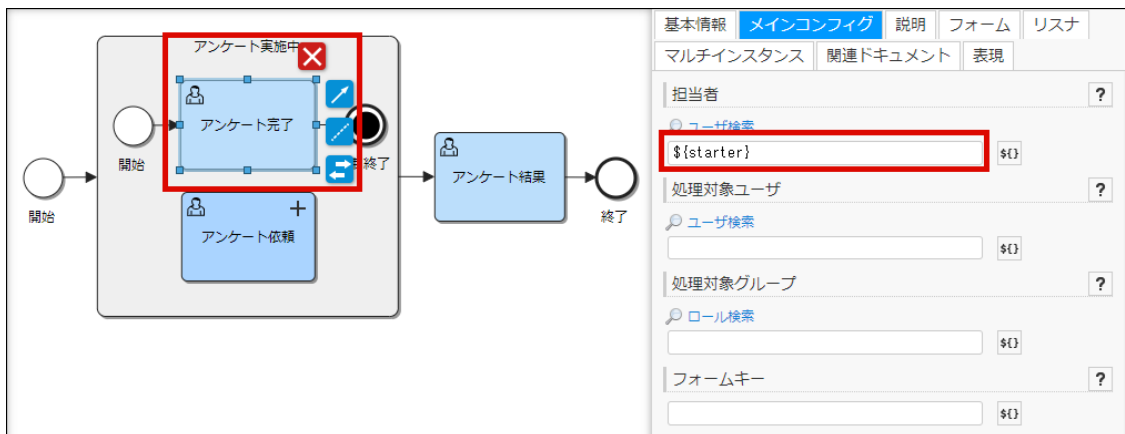 アンケート実施中
アンケート完了
開始
終了
アンケート依頼
開始
アンケート結果
終了
基本情報 メインコンフィグ 説明 フォーム リスナ
マルチインスタンス 関連ドキュメント 表現
担当者 ?
ユーザ検索
${starter} ${}
処理対象ユーザ ?
ユーザ検索
${}
処理対象グループ ?
ロール検索
${}
フォームキー ?
${}